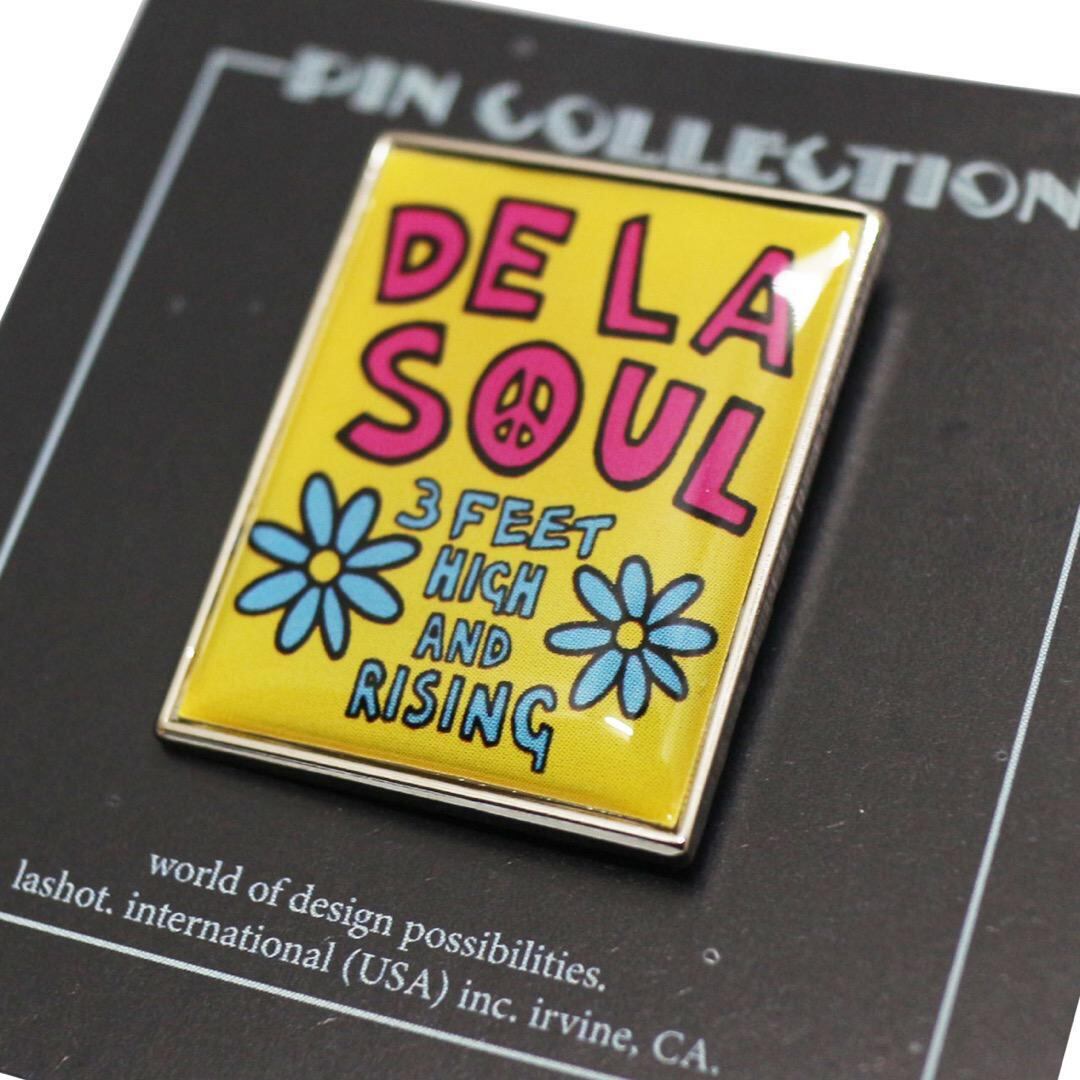 PIN COLLECTION
DE LA
SOUL
3 FEET
HIGH
AND
RISING
world of design possibilities.
lashot. international (USA) inc. irvine, CA.